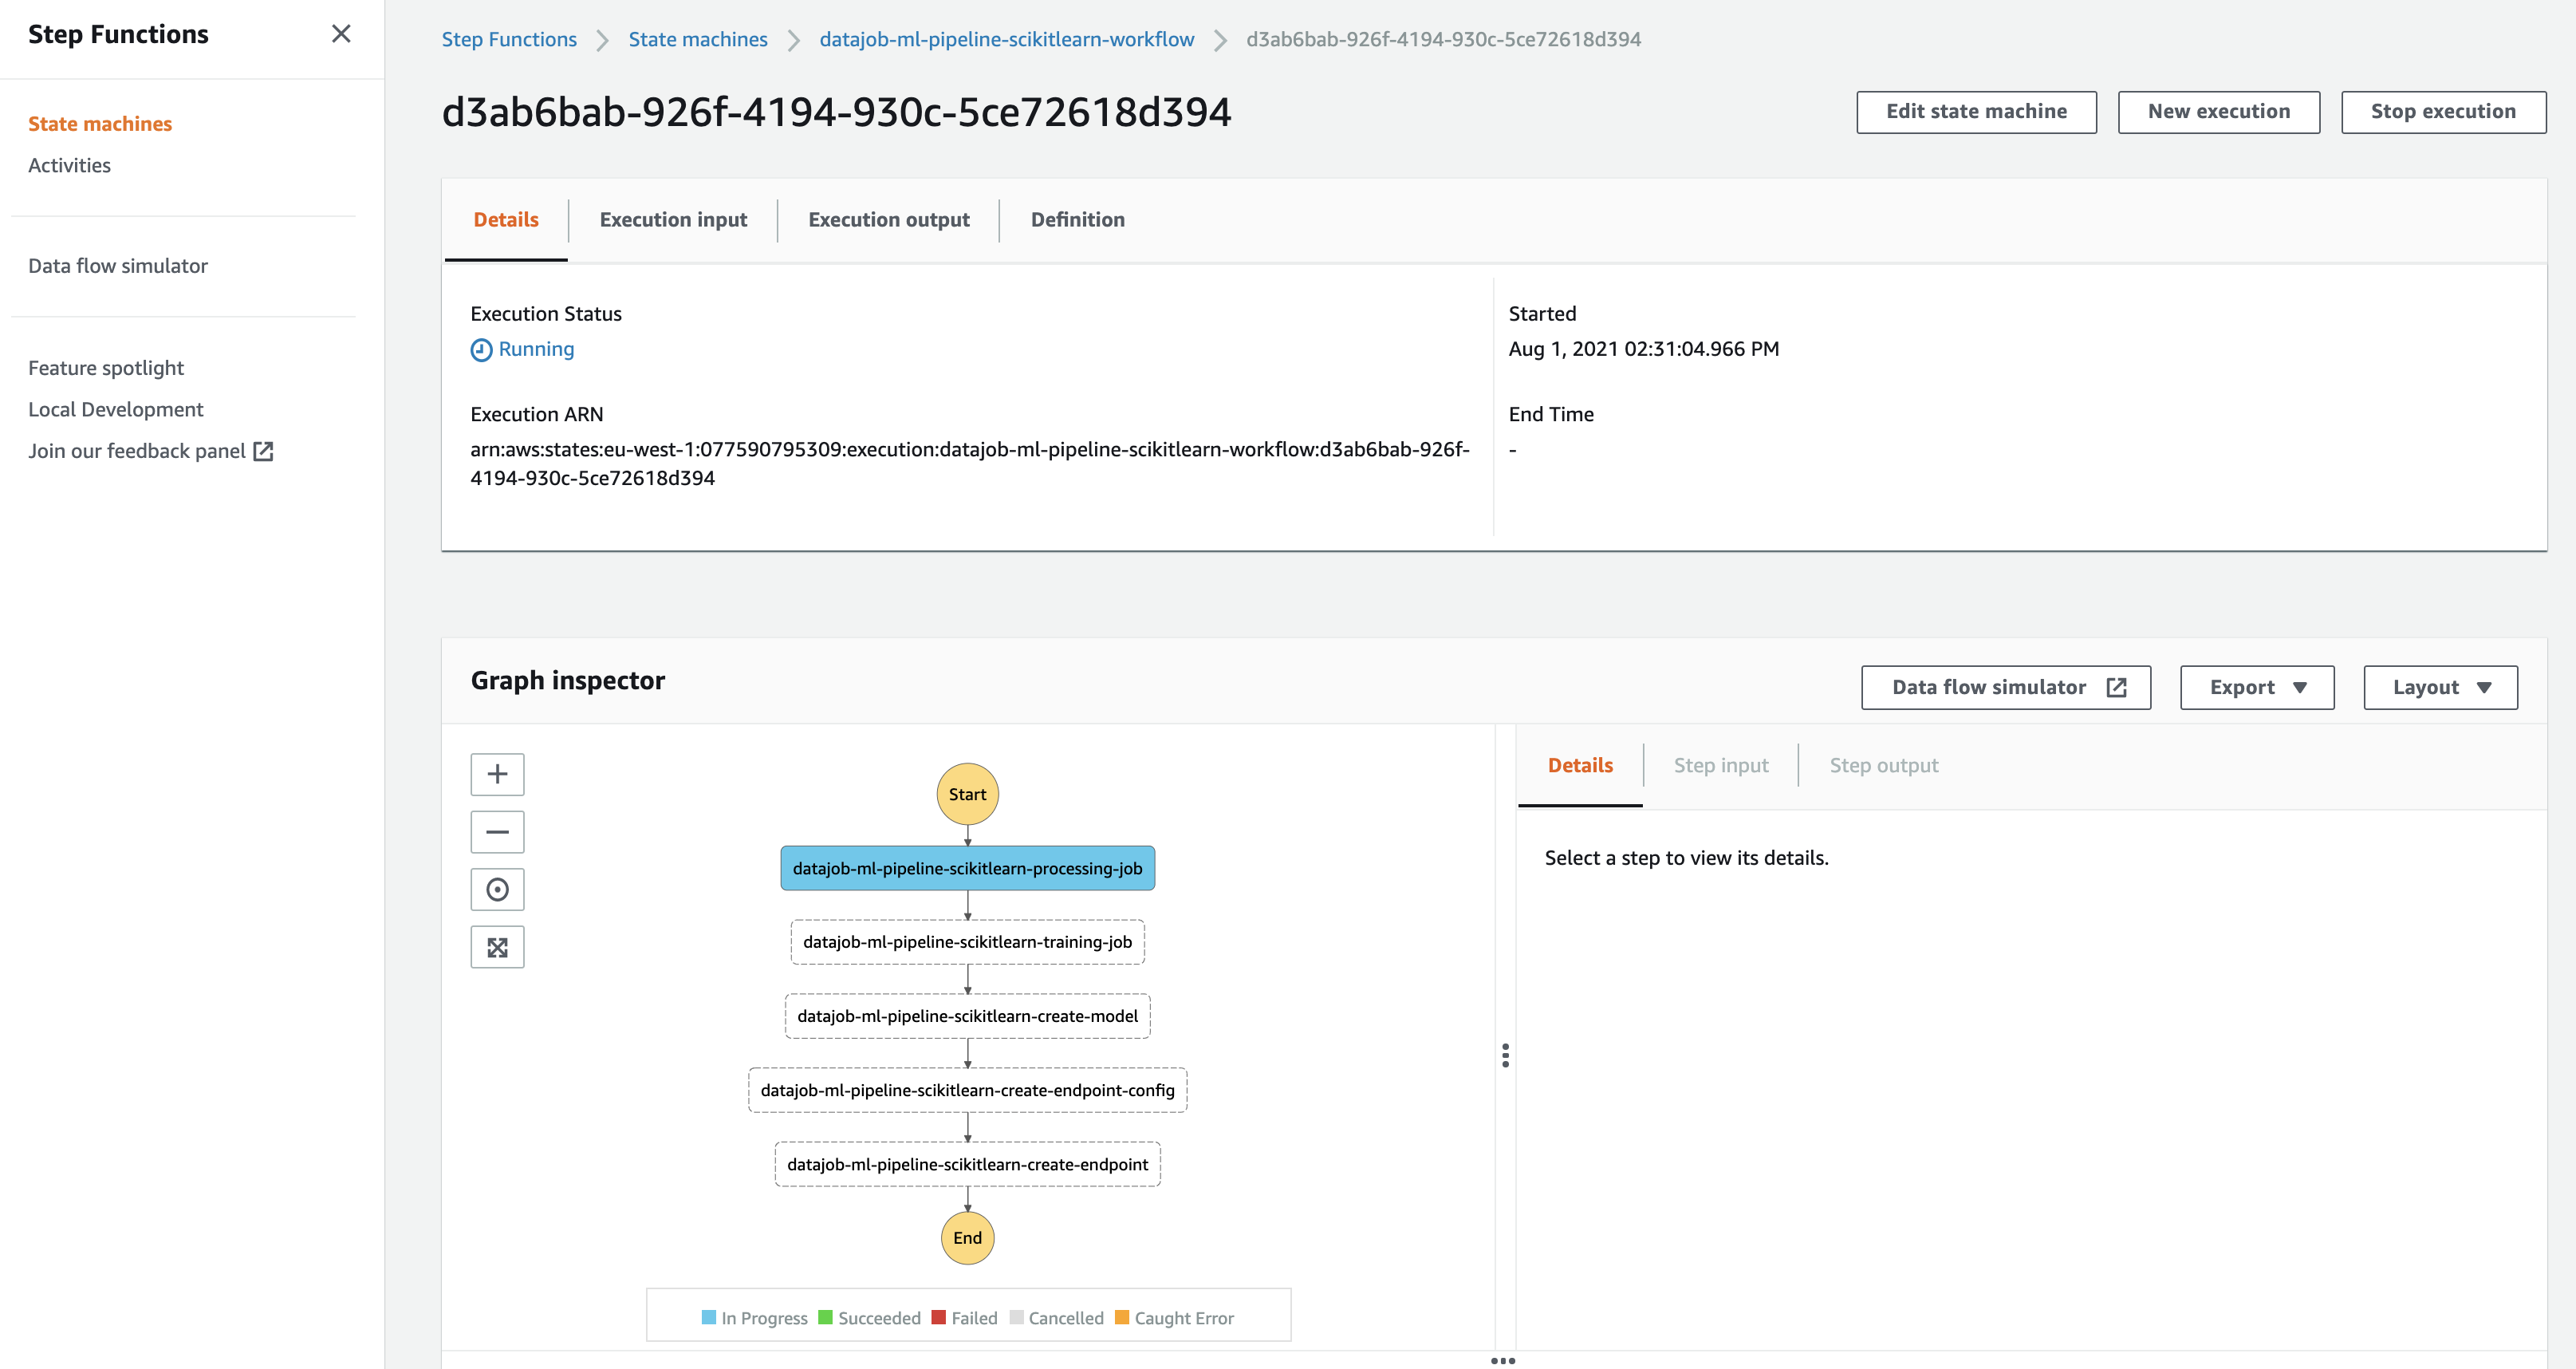 Step Functions
State machines
Activities
Data flow simulator
Feature spotlight
Local Development
Join our feedback panel
Step Functions State machines datajob-ml-pipeline-scikitlearn-workflow d3ab6bab-926f-4194-930c-5ce72618d394
d3ab6bab-926f-4194-930c-5ce72618d394
Edit state machine New execution Stop execution
Details Execution input Execution output Definition
Execution Status
Running
Execution ARN
arn:aws:states:eu-west-1:077590795309:execution:datajob-ml-pipeline-scikitlearn-workflow:d3ab6bab-926f-
4194-930c-5ce72618d394
Started
Aug 1, 2021 02:31:04.966 PM
End Time
-
Graph inspector
Data flow simulator Export Layout
Start
datajob-ml-pipeline-scikitlearn-processing-job
datajob-ml-pipeline-scikitlearn-training-job
datajob-ml-pipeline-scikitlearn-create-model
datajob-ml-pipeline-scikitlearn-create-endpoint-config
datajob-ml-pipeline-scikitlearn-create-endpoint
End
In Progress Succeeded Failed Cancelled Caught Error
Details Step input Step output
Select a step to view its details.